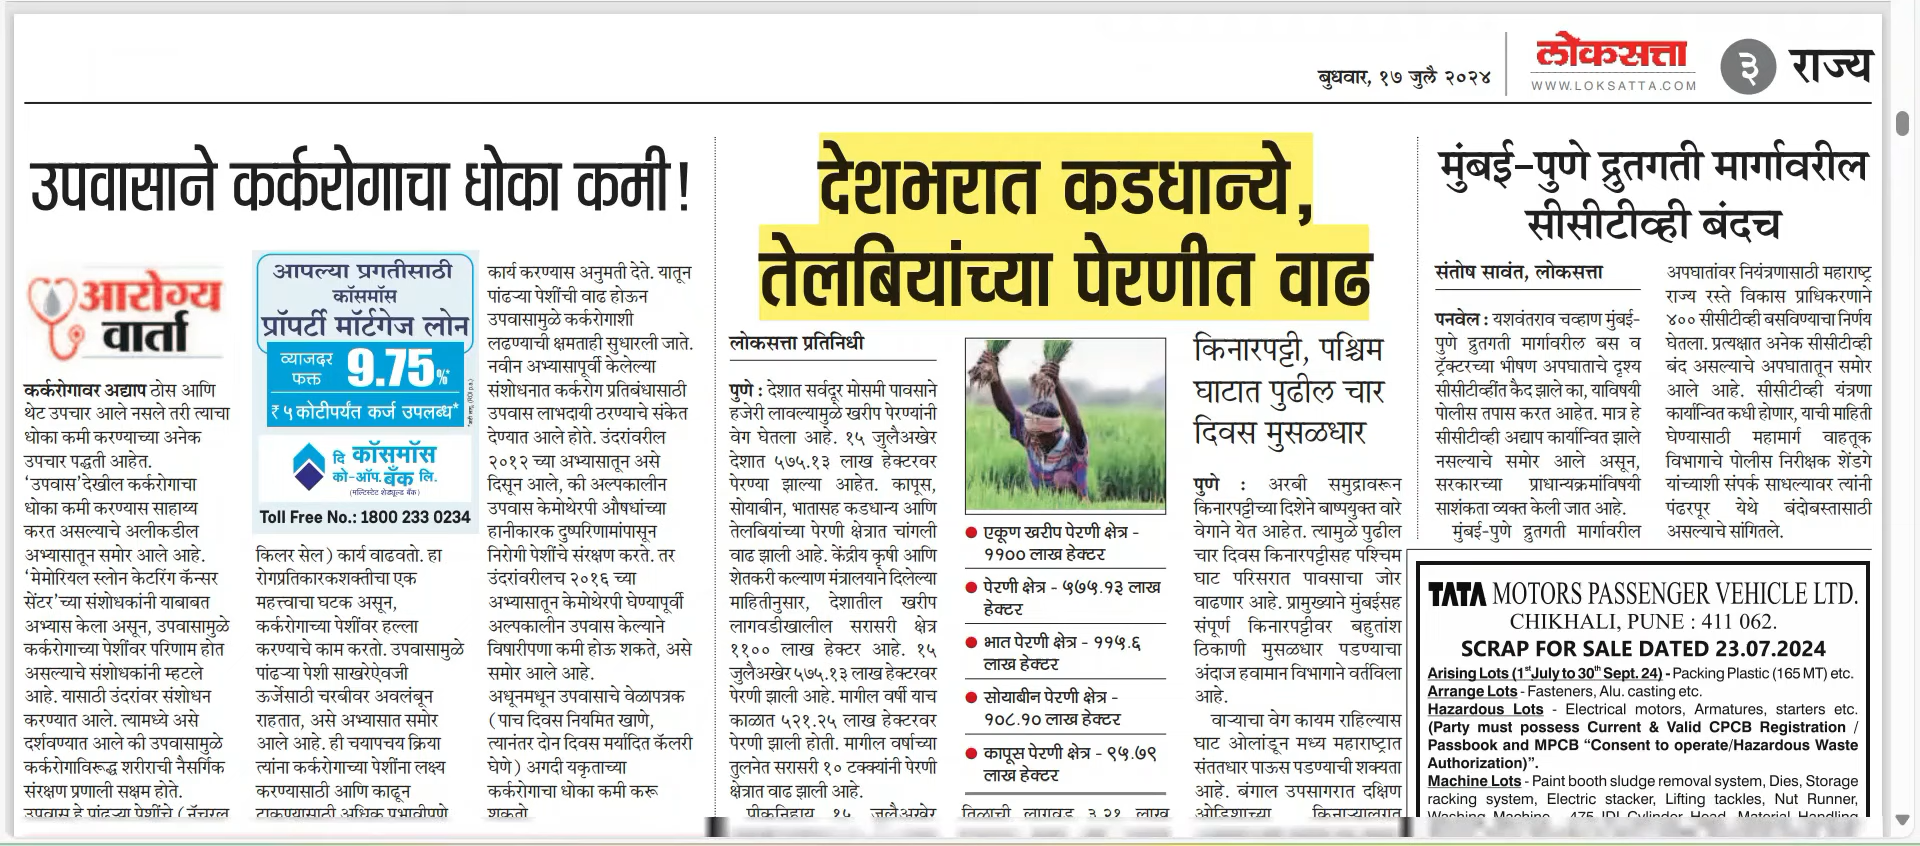 बुधवार, १७ जुलै २०२४
लोकसत्ता
WWW.LOKSATTA.COM
३
राज्य
उपवासाने कर्करोगाचा धोका कमी!
आरोग्य
वार्ता
कर्करोगावर अद्याप ठोस आणि
थेट उपचार आले नसले तरी त्याचा
धोका कमी करण्याच्या अनेक
उपचार पद्धती आहेत.
‘उपवास’देखील कर्करोगाचा
धोका कमी करण्यास साहाय्य
करत असल्याचे अलीकडील
अभ्यासातून समोर आले आहे.
‘मेमोरियल स्लोन केटरिंग कॅन्सर
सेंटर’च्या संशोधकांनी याबाबत
अभ्यास केला असून, उपवासामुळे
कर्करोगाच्या पेशींवर परिणाम होत
असल्याचे संशोधकांनी म्हटले
आहे. यासाठी उंदरांवर संशोधन
करण्यात आले. त्यामध्ये असे
दर्शवण्यात आले की उपवासामुळे
कर्करोगाविरूद्ध शरीराची नैसर्गिक
संरक्षण प्रणाली सक्षम होते.
उपवास हे पांढऱ्या पेशींचे (नॅचरल
आपल्या प्रगतीसाठी
कॉसमॉस
प्रॉपर्टी मॉर्टगेज लोन
व्याजदर
फक्त
9.75%*
₹ ५ कोटीपर्यंत कर्ज उपलब्ध*
दि कॉसमॉस
को-ऑप. बँक लि.
(मल्टिस्टेट शेड्युल्ड बँक)
Toll Free No.: 1800 233 0234
किलर सेल) कार्य वाढवतो. हा
रोगप्रतिकारकशक्तीचा एक
महत्त्वाचा घटक असून,
कर्करोगाच्या पेशींवर हल्ला
करण्याचे काम करतो. उपवासामुळे
पांढऱ्या पेशी साखरेऐवजी
ऊर्जेसाठी चरबीवर अवलंबून
राहतात, असे अभ्यासात समोर
आले आहे. ही चयापचय क्रिया
त्यांना कर्करोगाच्या पेशींना लक्ष्य
करण्यासाठी आणि काढून
टाकण्यासाठी अधिक प्रभावीपणे
कार्य करण्यास अनुमती देते. यातून
पांढऱ्या पेशींची वाढ होऊन
उपवासामुळे कर्करोगाशी
लढण्याची क्षमताही सुधारली जाते.
नवीन अभ्यासापूर्वी केलेल्या
संशोधनात कर्करोग प्रतिबंधासाठी
उपवास लाभदायी ठरण्याचे संकेत
देण्यात आले होते. उंदरांवरील
२०१२ च्या अभ्यासातून असे
दिसून आले, की अल्पकालीन
उपवास केमोथेरपी औषधांच्या
हानीकारक दुष्परिणामांपासून
निरोगी पेशींचे संरक्षण करते. तर
उंदरांवरीलच २०१६ च्या
अभ्यासातून केमोथेरपी घेण्यापूर्वी
अल्पकालीन उपवास केल्याने
विषारीपणा कमी होऊ शकते, असे
समोर आले आहे.
अधूनमधून उपवासाचे वेळापत्रक
(पाच दिवस नियमित खाणे,
त्यानंतर दोन दिवस मर्यादित कॅलरी
घेणे) अगदी यकृताच्या
कर्करोगाचा धोका कमी करू
शकतो
देशभरात कडधान्ये,
तेलबियांच्या पेरणीत वाढ
लोकसत्ता प्रतिनिधी
पुणे : देशात सर्वदूर मोसमी पावसाने
हजेरी लावल्यामुळे खरीप पेरण्यांनी
वेग घेतला आहे. १५ जुलैअखेर
देशात ५७५.१३ लाख हेक्टरवर
पेरण्या झाल्या आहेत. कापूस,
सोयाबीन, भातासह कडधान्य आणि
तेलबियांच्या पेरणी क्षेत्रात चांगली
वाढ झाली आहे. केंद्रीय कृषी आणि
शेतकरी कल्याण मंत्रालयाने दिलेल्या
माहितीनुसार, देशातील खरीप
लागवडीखालील सरासरी क्षेत्र
११०० लाख हेक्टर आहे. १५
जुलैअखेर ५७५.१३ लाख हेक्टरवर
पेरणी झाली आहे. मागील वर्षी याच
काळात ५२१.२५ लाख हेक्टरवर
पेरणी झाली होती. मागील वर्षाच्या
तुलनेत सरासरी १० टक्क्यांनी पेरणी
क्षेत्रात वाढ झाली आहे.
पीकनिहाय १५ जुलैअखेर
एकूण खरीप पेरणी क्षेत्र -
११०० लाख हेक्टर
पेरणी क्षेत्र - ५७५.१३ लाख
हेक्टर
भात पेरणी क्षेत्र - ११५.६
लाख हेक्टर
सोयाबीन पेरणी क्षेत्र -
१०८.१० लाख हेक्टर
कापूस पेरणी क्षेत्र - ९५.७९
लाख हेक्टर
तिळाची लागवड ३.२१ लाख
किनारपट्टी, पश्चिम
घाटात पुढील चार
दिवस मुसळधार
पुणे : अरबी समुद्रावरून
किनारपट्टीच्या दिशेने बाष्पयुक्त वारे
वेगाने येत आहेत. त्यामुळे पुढील
चार दिवस किनारपट्टीसह पश्चिम
घाट परिसरात पावसाचा जोर
वाढणार आहे. प्रामुख्याने मुंबईसह
संपूर्ण किनारपट्टीवर बहुतांश
ठिकाणी मुसळधार पडण्याचा
अंदाज हवामान विभागाने वर्तविला
आहे.
वाऱ्याचा वेग कायम राहिल्यास
घाट ओलांडून मध्य महाराष्ट्रात
संततधार पाऊस पडण्याची शक्यता
आहे. बंगाल उपसागरात दक्षिण
ओडिशाच्या किनाऱ्यालगत
मुंबई-पुणे द्रुतगती मार्गावरील
सीसीटीव्ही बंदच
संतोष सावंत, लोकसत्ता
पनवेल : यशवंतराव चव्हाण मुंबई-
पुणे द्रुतगती मार्गावरील बस व
ट्रॅक्टरच्या भीषण अपघाताचे दृश्य
सीसीटीव्हीत कैद झाले का, याविषयी
पोलीस तपास करत आहेत. मात्र हे
सीसीटीव्ही अद्याप कार्यान्वित झाले
नसल्याचे समोर आले असून,
सरकारच्या प्राधान्यक्रमांविषयी
साशंकता व्यक्त केली जात आहे.
मुंबई-पुणे द्रुतगती मार्गावरील
अपघातांवर नियंत्रणासाठी महाराष्ट्र
राज्य रस्ते विकास प्राधिकरणाने
४०० सीसीटीव्ही बसविण्याचा निर्णय
घेतला. प्रत्यक्षात अनेक सीसीटीव्ही
बंद असल्याचे अपघातातून समोर
आले आहे. सीसीटीव्ही यंत्रणा
कार्यान्वित कधी होणार, याची माहिती
घेण्यासाठी महामार्ग वाहतूक
विभागाचे पोलीस निरीक्षक शेंडगे
यांच्याशी संपर्क साधल्यावर त्यांनी
पंढरपूर येथे बंदोबस्तासाठी
असल्याचे सांगितले.
TATA MOTORS PASSENGER VEHICLE LTD.
CHIKHALI, PUNE : 411 062.
SCRAP FOR SALE DATED 23.07.2024
Arising Lots (1st July to 30th Sept. 24) - Packing Plastic (165 MT) etc.
Arrange Lots - Fasteners, Alu. casting etc.
Hazardous Lots - Electrical motors, Armatures, starters etc.
(Party must possess Current & Valid CPCB Registration /
Passbook and MPCB “Consent to operate/Hazardous Waste
Authorization)”.
Machine Lots - Paint booth sludge removal system, Dies, Storage
racking system, Electric stacker, Lifting tackles, Nut Runner,
Washing Machine, 475 IDI Cylinder Head, Material Handling